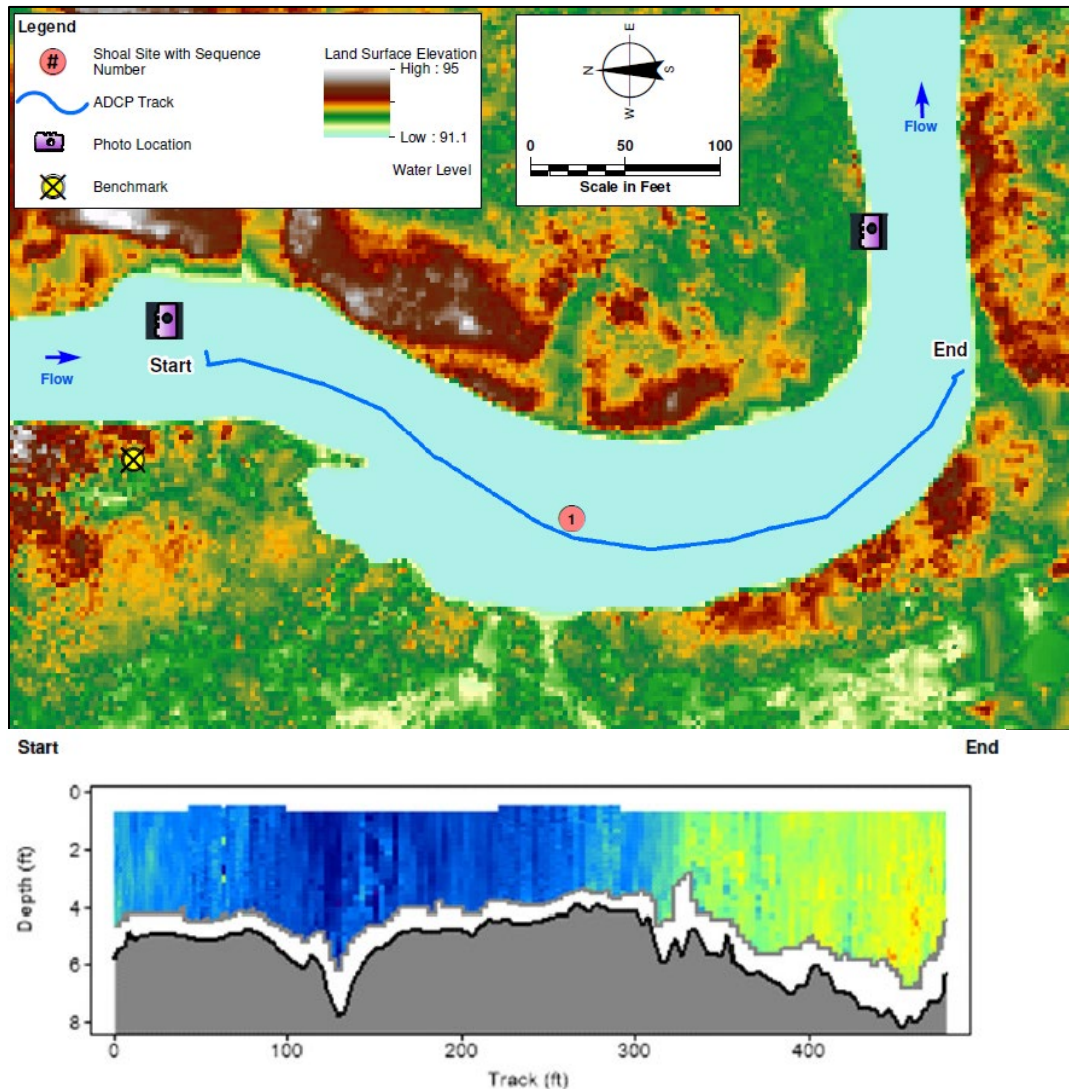 Legend
#
Shoal Site with Sequence
Number
ADCP Track
Photo Location
Benchmark
Land Surface Elevation
High : 95
Low : 91.1
Water Level
E
N
S
W
0
50
100
Scale in Feet
Flow
Flow
Start
End
1
Start
End
0
2
4
6
8
Depth (ft)
0
100
200
300
400
Track (ft)